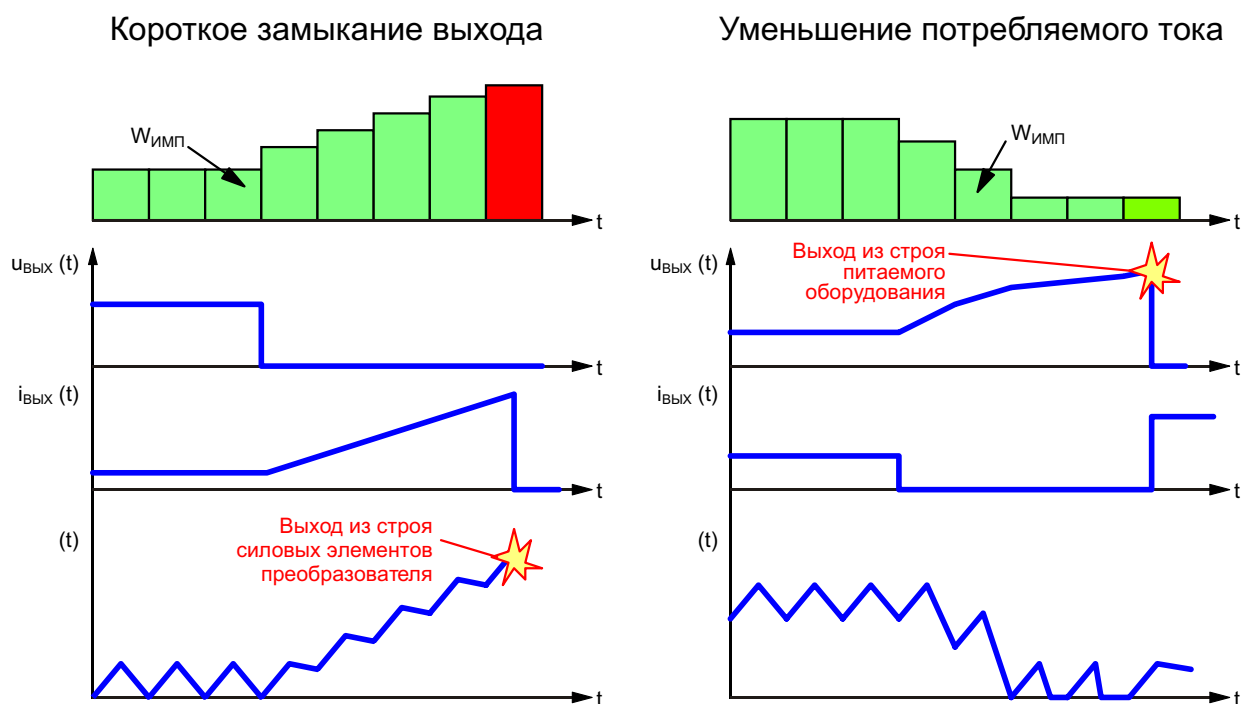 Короткое замыкание выхода
WИМП
t
uВЫХ (t)
t
iВЫХ (t)
t
(t)
Выход из строя
силовых элементов
преобразователя
t
Уменьшение потребляемого тока
WИМП
t
uВЫХ (t)
Выход из строя
питаемого
оборудования
t
iВЫХ (t)
t
(t)
t